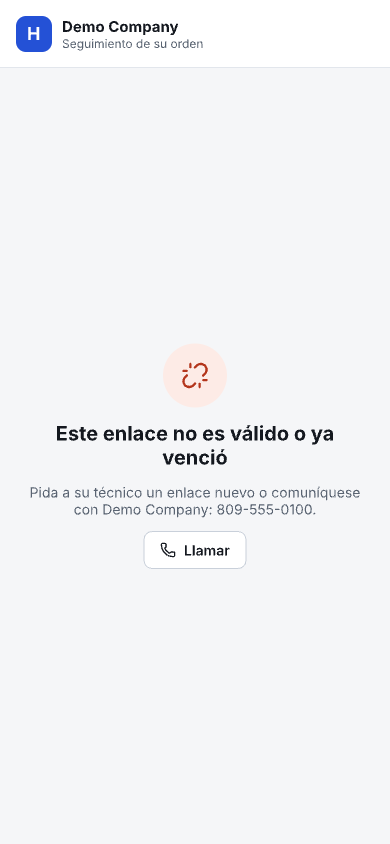 H
Demo Company
Seguimiento de su orden
Este enlace no es válido o ya
venció
Pida a su técnico un enlace nuevo o comuníquese
con Demo Company: 809-555-0100.
Llamar